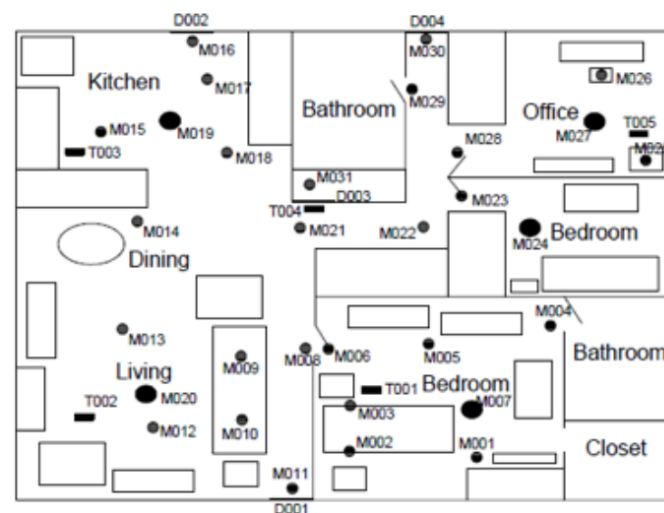 D002
D004
M016
M030
Kitchen
M017
M026
M029
Bathroom
Office
M015
M019
M027
T005
T003
M018
M028
M02
M031
D003
M023
T004
M014
M021
M022
M024
Bedroom
Dining
M013
M004
M009
M008
M006
M005
Bathroom
Living
T001
Bedroom
M020
M003
M007
T002
M012
M010
M002
M001
Closet
M011
D001